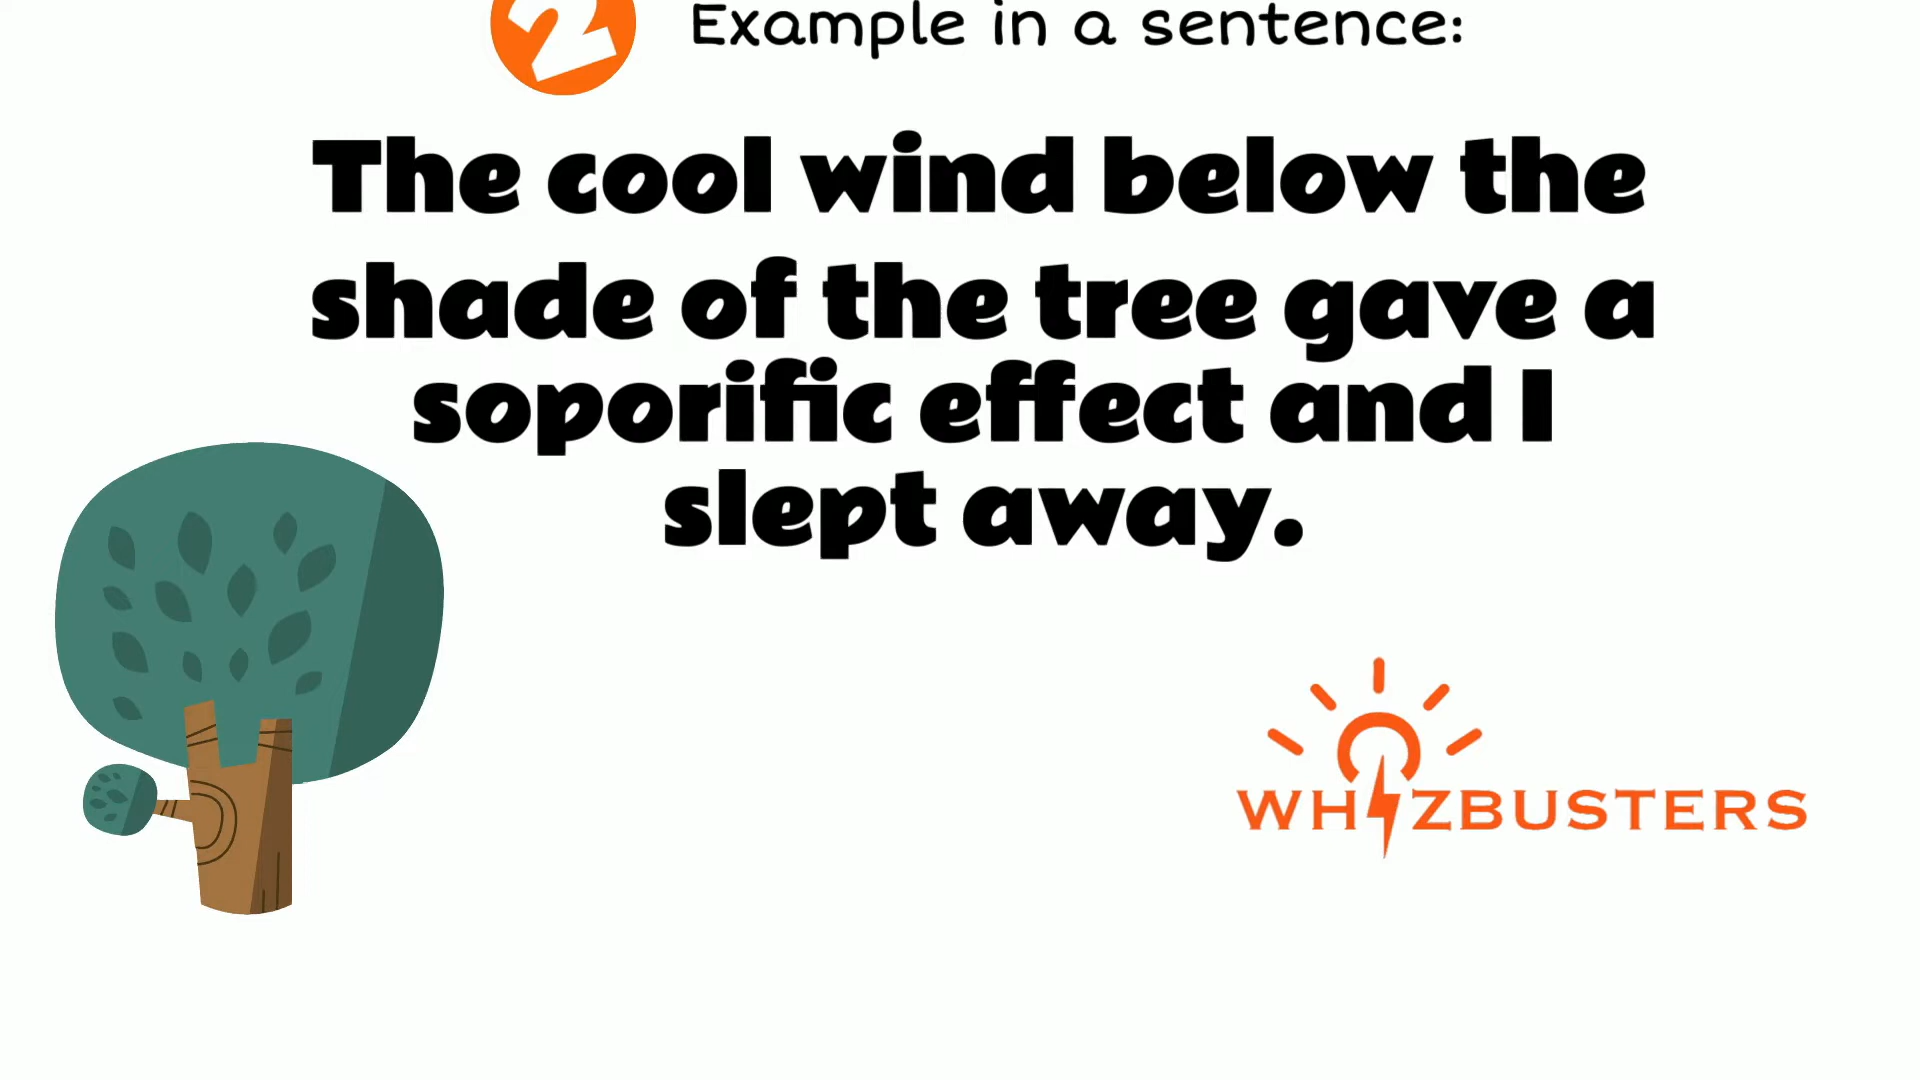 2 Example in a sentence:
The cool wind below the
shade of the tree gave a
soporific effect and I
slept away.
WHIZBUSTERS